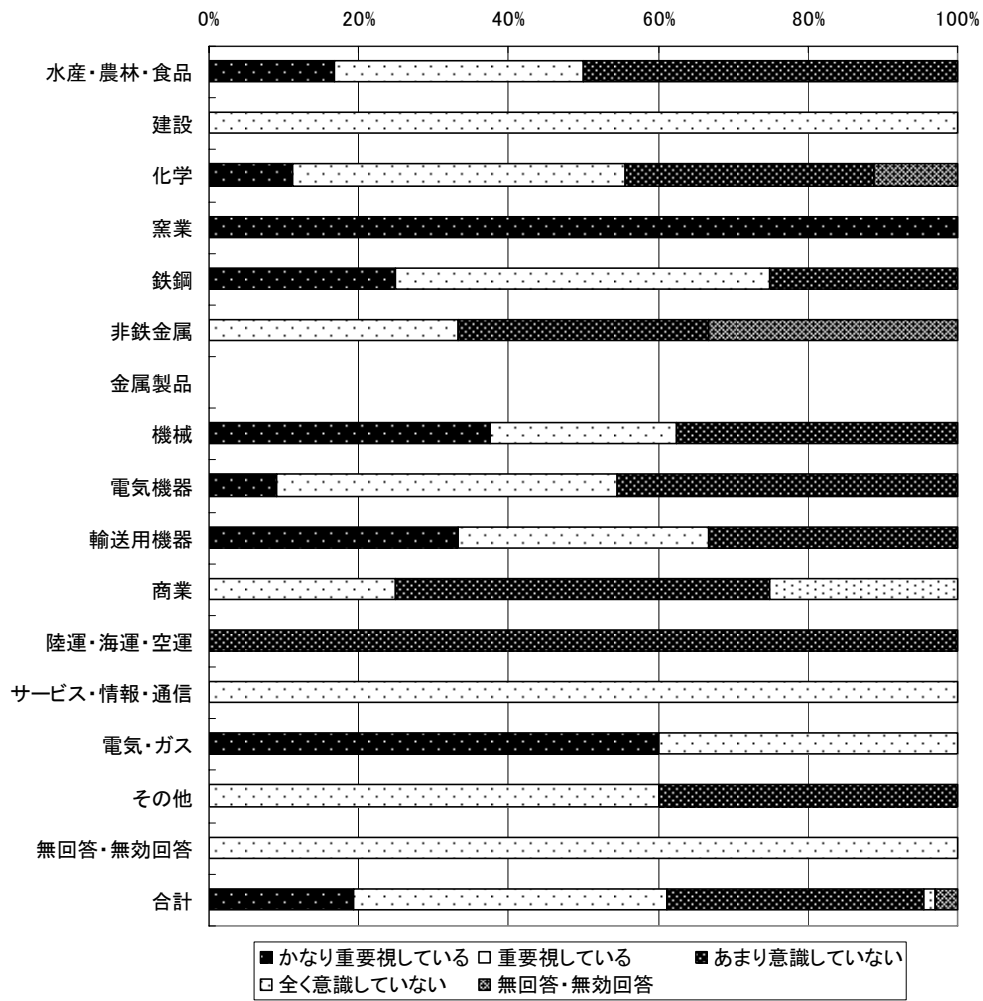 0% 20% 40% 60% 80% 100%
水産・農林・食品
建設
化学
窯業
鉄鋼
非鉄金属
金属製品
機械
電気機器
輸送用機器
商業
陸運・海運・空運
サービス・情報・通信
電気・ガス
その他
無回答・無効回答
合計
かなり重要視している 重要視している あまり意識していない
全く意識していない 無回答・無効回答